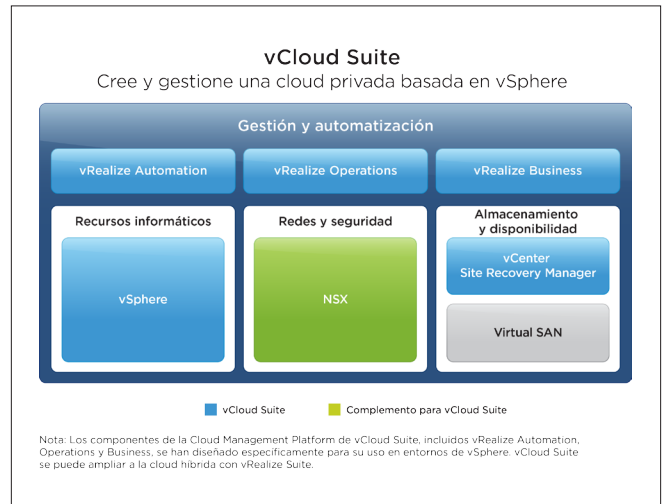 vCloud Suite
Cree y gestione una cloud privada basada en vSphere
Gestión y automatización
vRealize Automation
vRealize Operations
vRealize Business
Recursos informáticos
vSphere
Redes y seguridad
NSX
Almacenamiento
y disponibilidad
vCenter
Site Recovery Manager
Virtual SAN
vCloud Suite
Complemento para vCloud Suite
Nota: Los componentes de la Cloud Management Platform de vCloud Suite, incluidos vRealize Automation,
Operations y Business, se han diseñado específicamente para su uso en entornos de vSphere. vCloud Suite
se puede ampliar a la cloud híbrida con vRealize Suite.